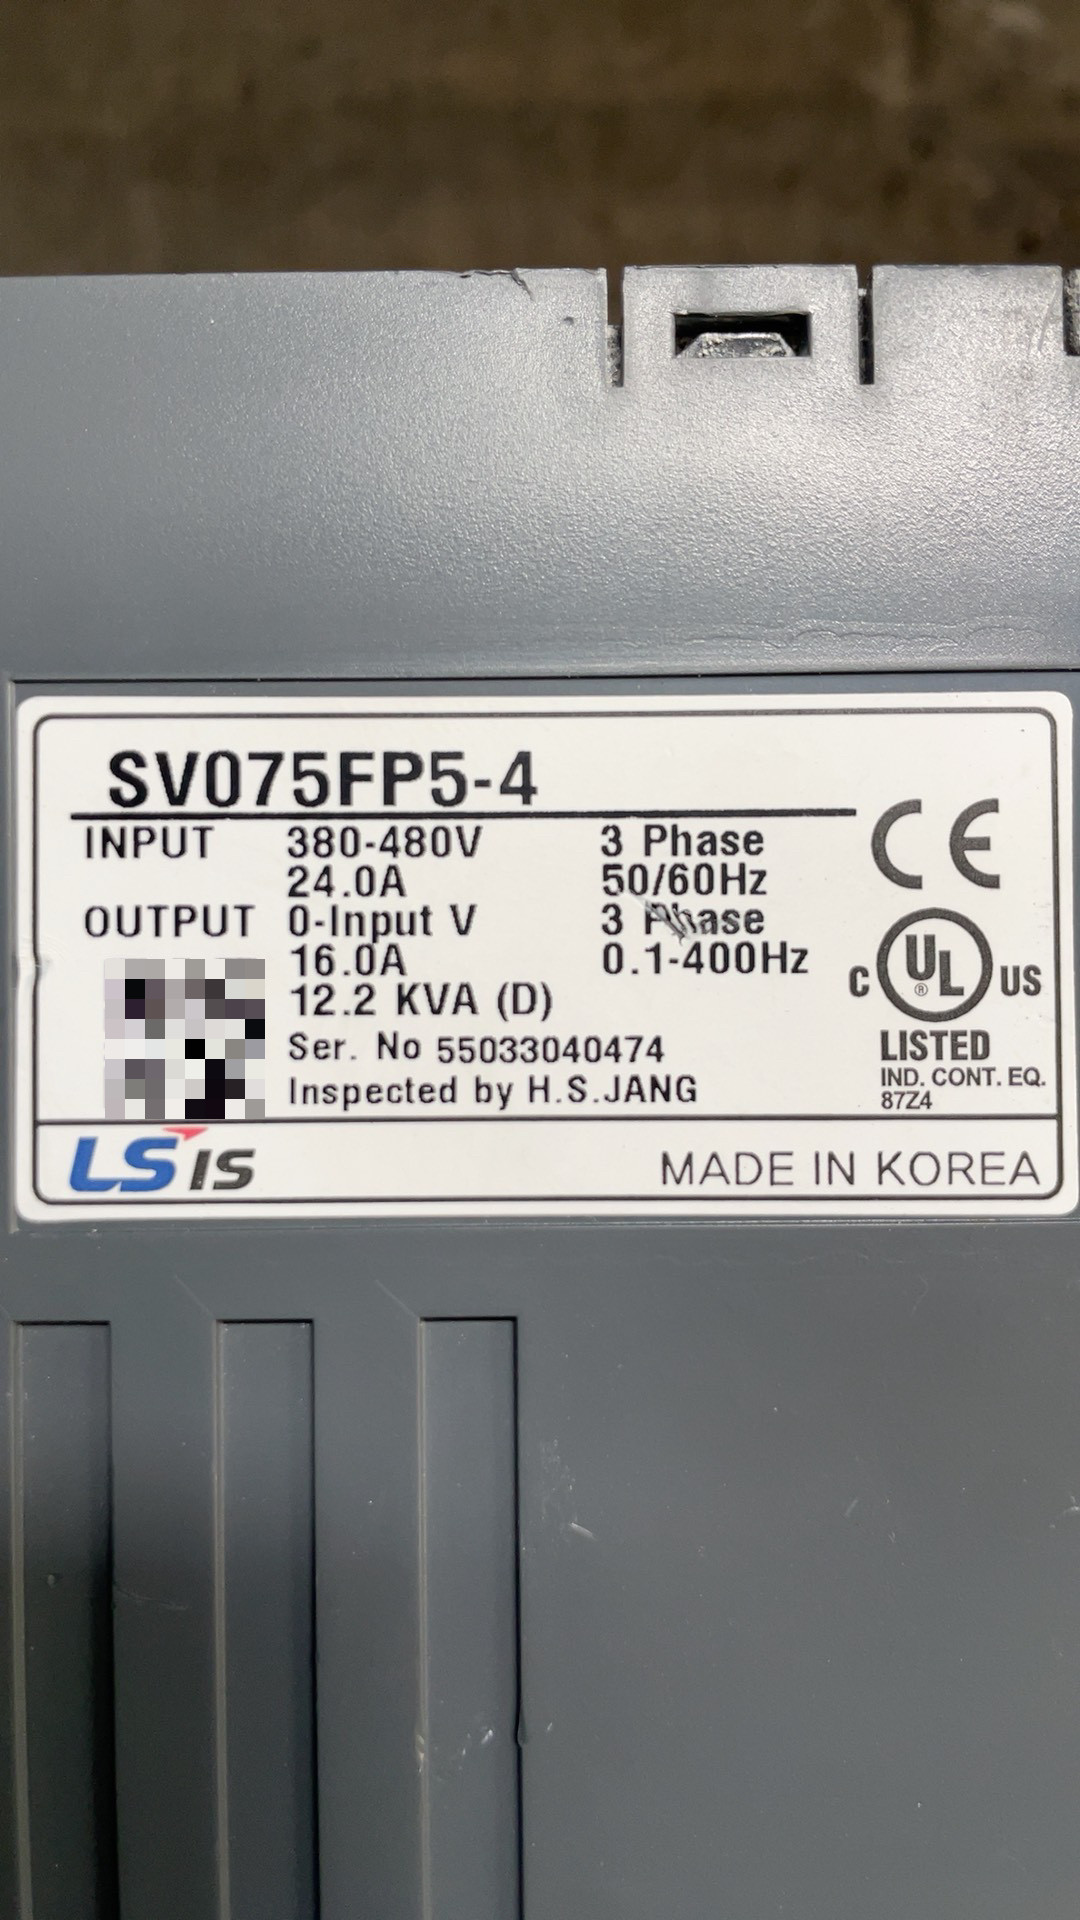 SV075FP5-4
INPUT 380-480V 3 Phase
24.0A 50/60Hz
OUTPUT 0-Input V 3 Phase
16.0A 0.1-400Hz
12.2 KVA (D)
Ser. No 55033040474
Inspected by H.S.JANG
CE
C UL ® US
LISTED
IND. CONT. EQ.
87Z4
LS IS
MADE IN KOREA